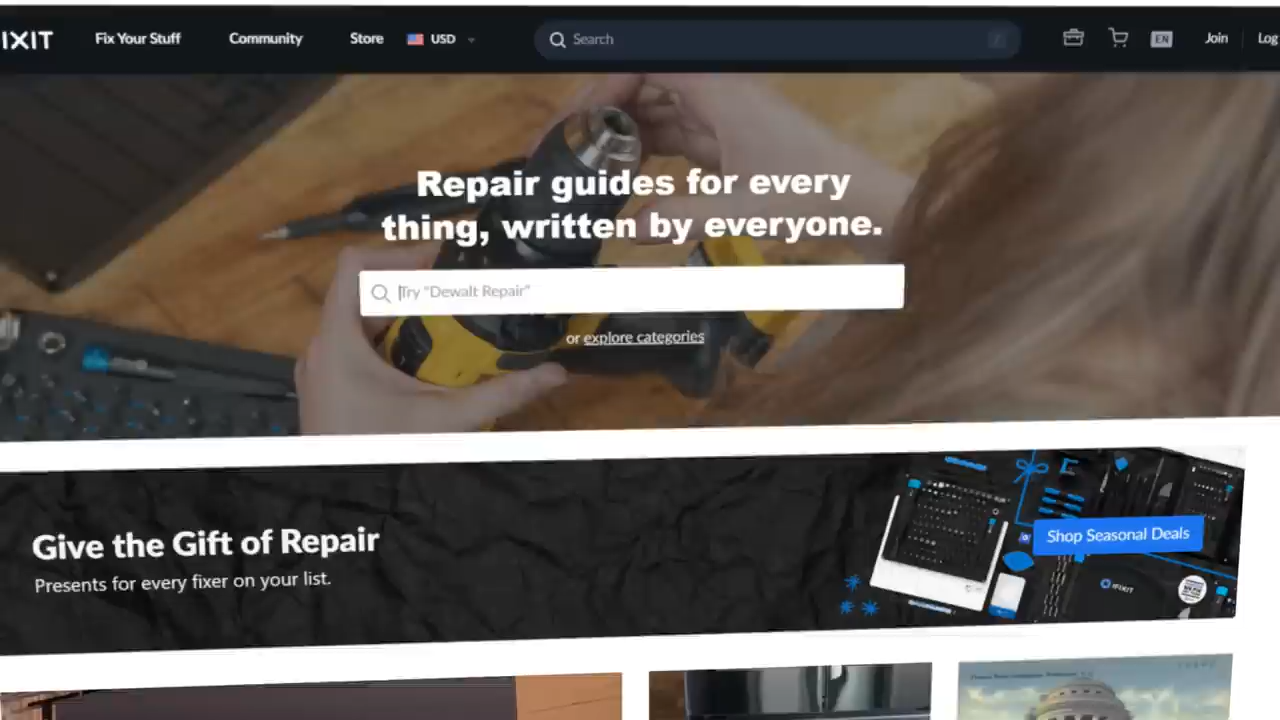 IXIT
Fix Your Stuff
Community
Store
USD
Search
/
EN
Join
Log
Repair guides for every
thing, written by everyone.
Try "Dewalt Repair"
or explore categories
Give the Gift of Repair
Presents for every fixer on your list.
Shop Seasonal Deals
IFIXIT